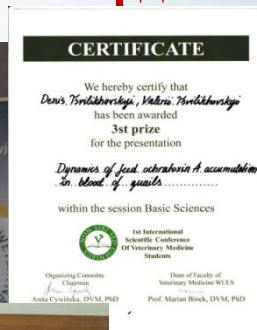 CERTIFICATE
We hereby certify that
Denis Tsvilikhovskyi, Valerii Tsvilikhovskyi
has been awarded
3st prize
for the presentation
Dynamics of feed ochratoxin A accumulation
in blood of quails
within the session Basic Sciences
1st International
Scientific Conference
Of Veterinary Medicine
Students
Organizing Committe
Chairman
Anna Cywińska, DVM, PhD
Dean of Faculty of
Veterinary Medicine WULS
Prof. Marian Binek, DVM, PhD